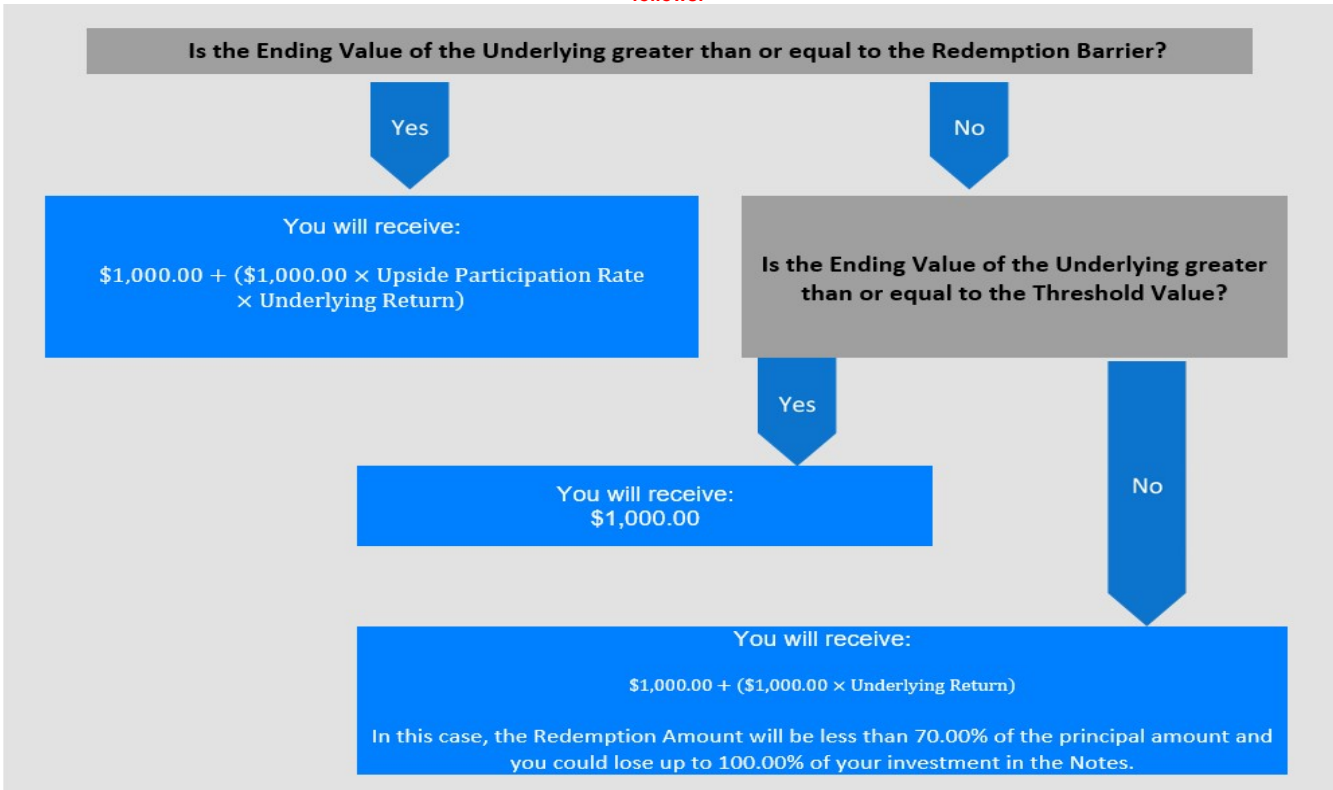 Is the Ending Value of the Underlying greater than or equal to the Redemption Barrier?
Yes
No
You will receive:
$1,000.00 + ($1,000.00 × Upside Participation Rate
× Underlying Return)
Is the Ending Value of the Underlying greater
than or equal to the Threshold Value?
Yes
No
You will receive:
$1,000.00
You will receive:
$1,000.00 + ($1,000.00 × Underlying Return)
In this case, the Redemption Amount will be less than 70.00% of the principal amount and
you could lose up to 100.00% of your investment in the Notes.